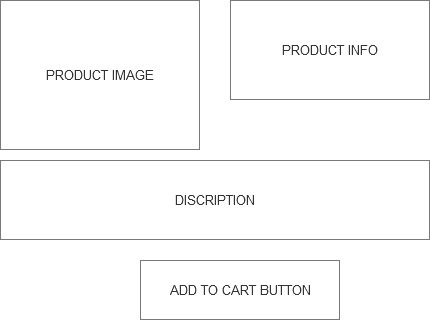 PRODUCT IMAGE
PRODUCT INFO
DISCRIPTION
ADD TO CART BUTTON